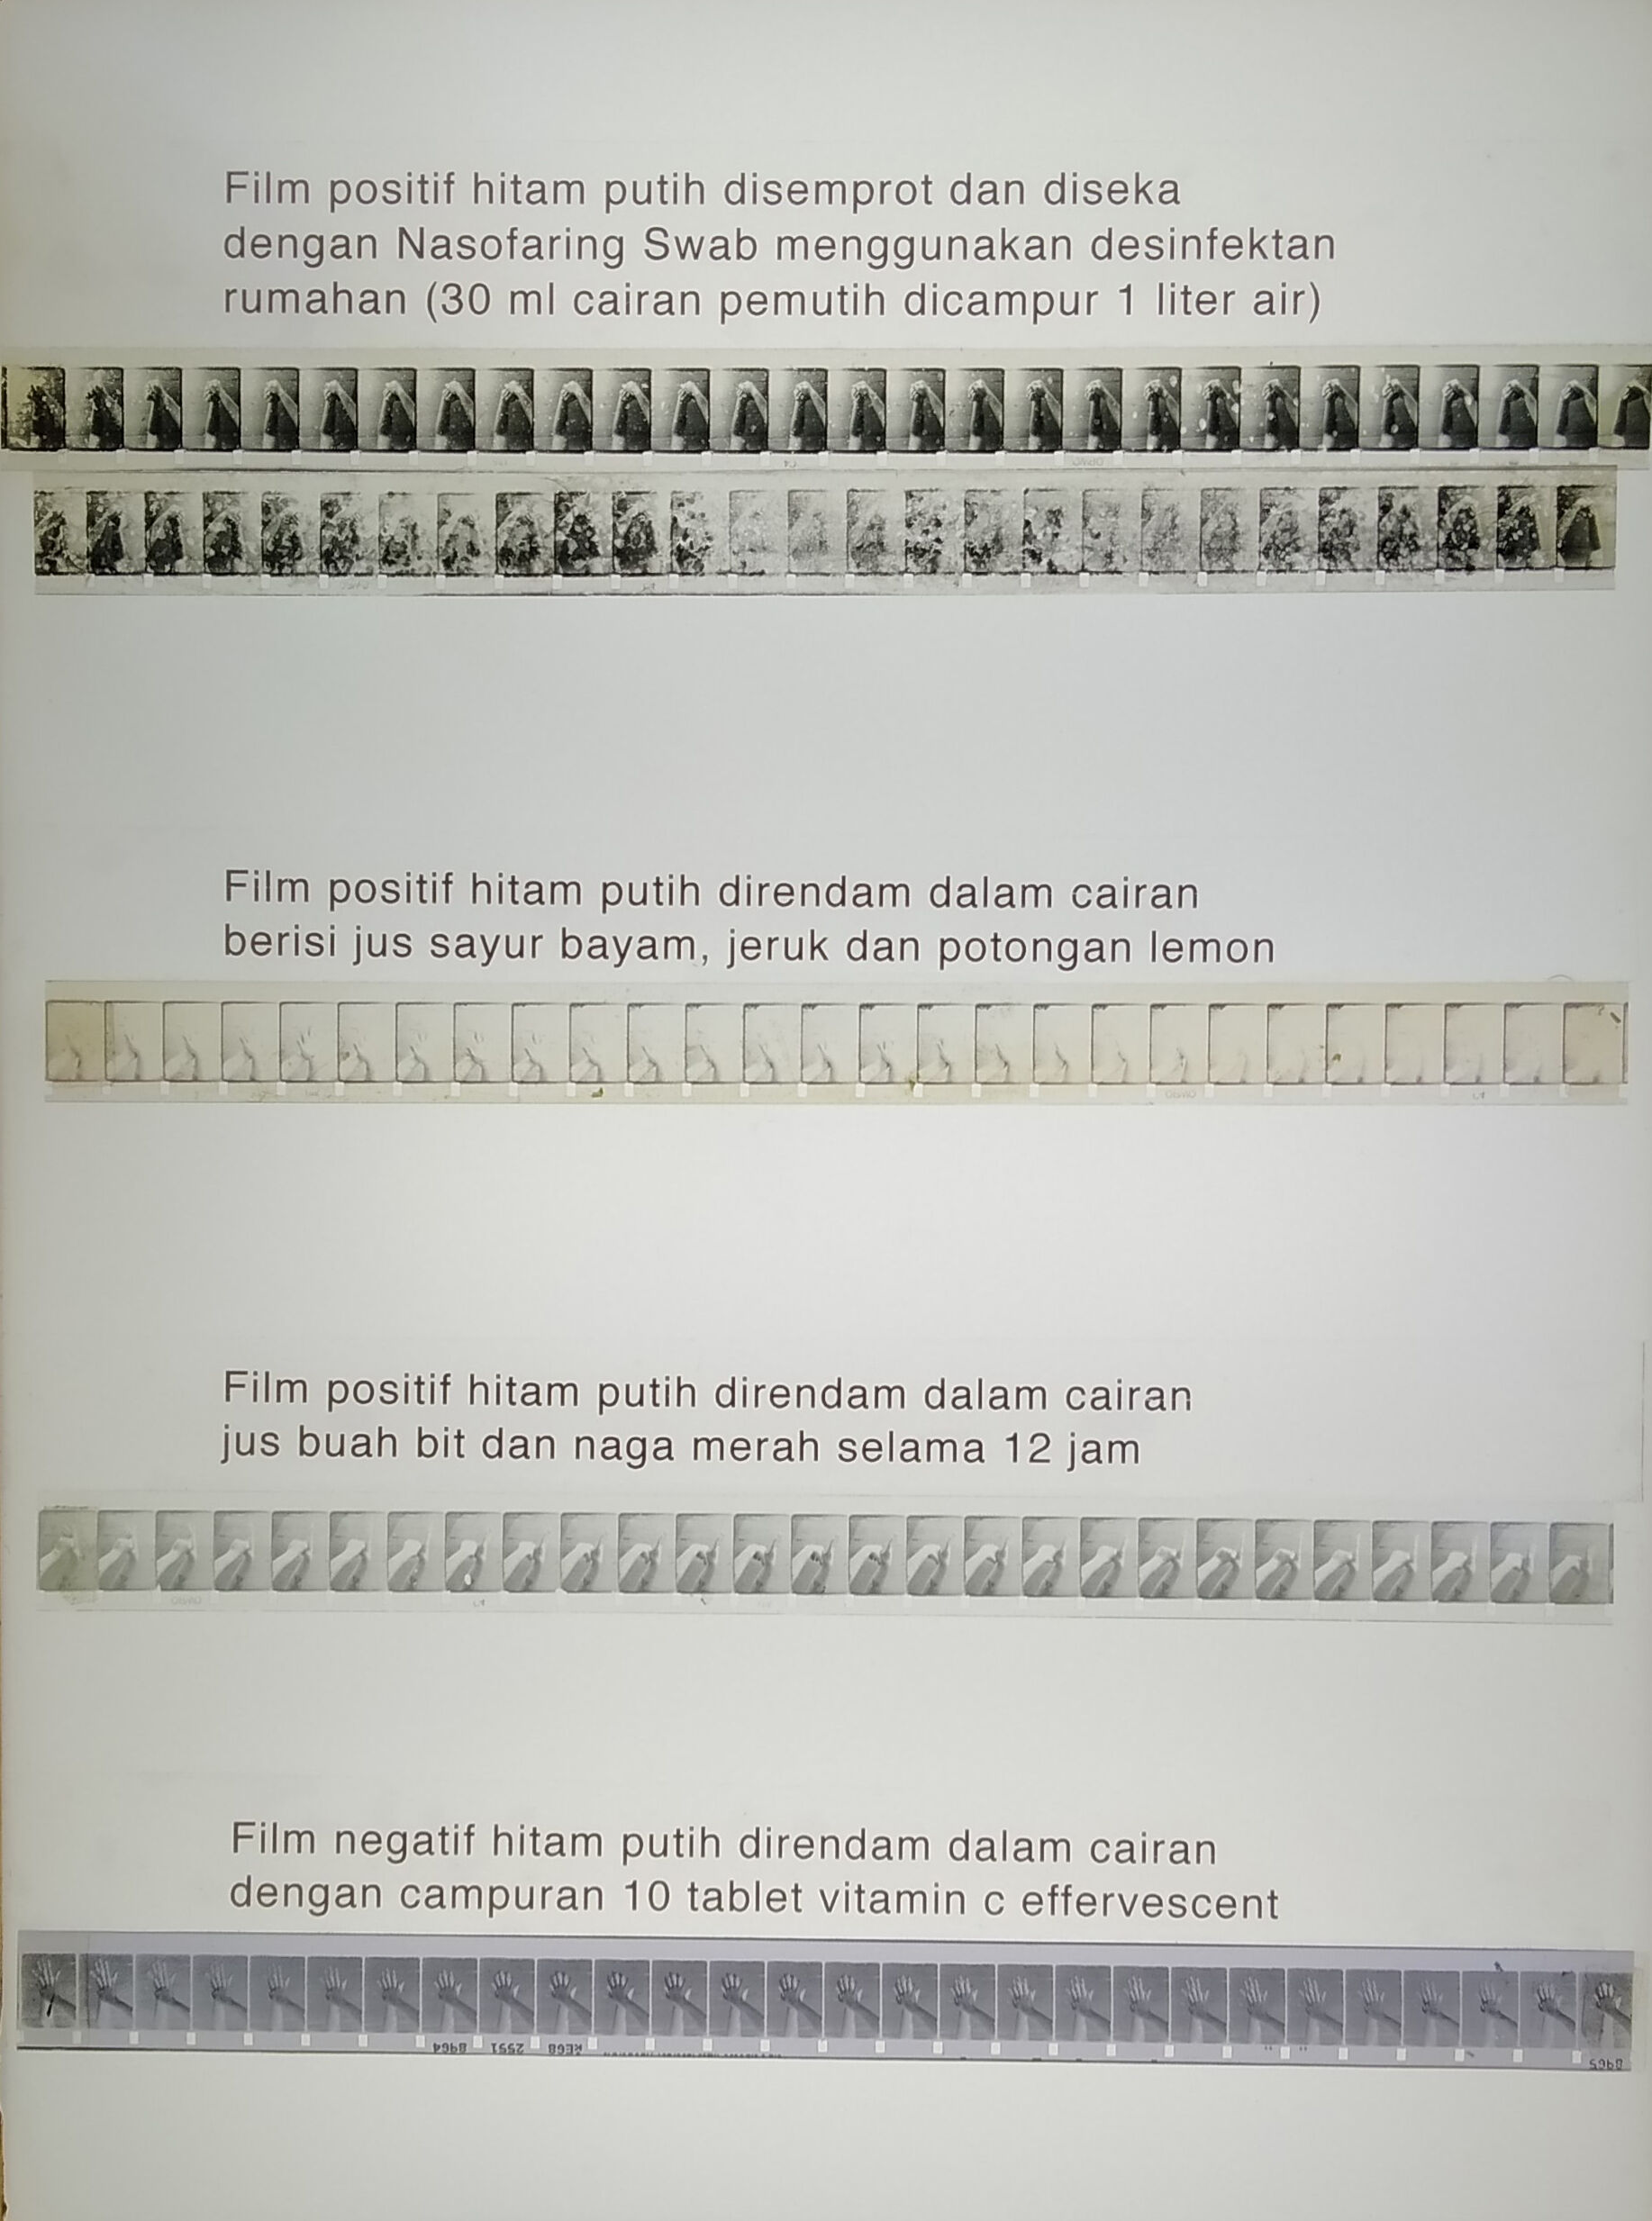 Film positif hitam putih disemprot dan diseka
dengan Nasofaring Swab menggunakan desinfektan
rumahan (30 ml cairan pemutih dicampur 1 liter air)
Film positif hitam putih direndam dalam cairan
berisi jus sayur bayam, jeruk dan potongan lemon
Film positif hitam putih direndam dalam cairan
jus buah bit dan naga merah selama 12 jam
Film negatif hitam putih direndam dalam cairan
dengan campuran 10 tablet vitamin c effervescent
8964 2551 8465